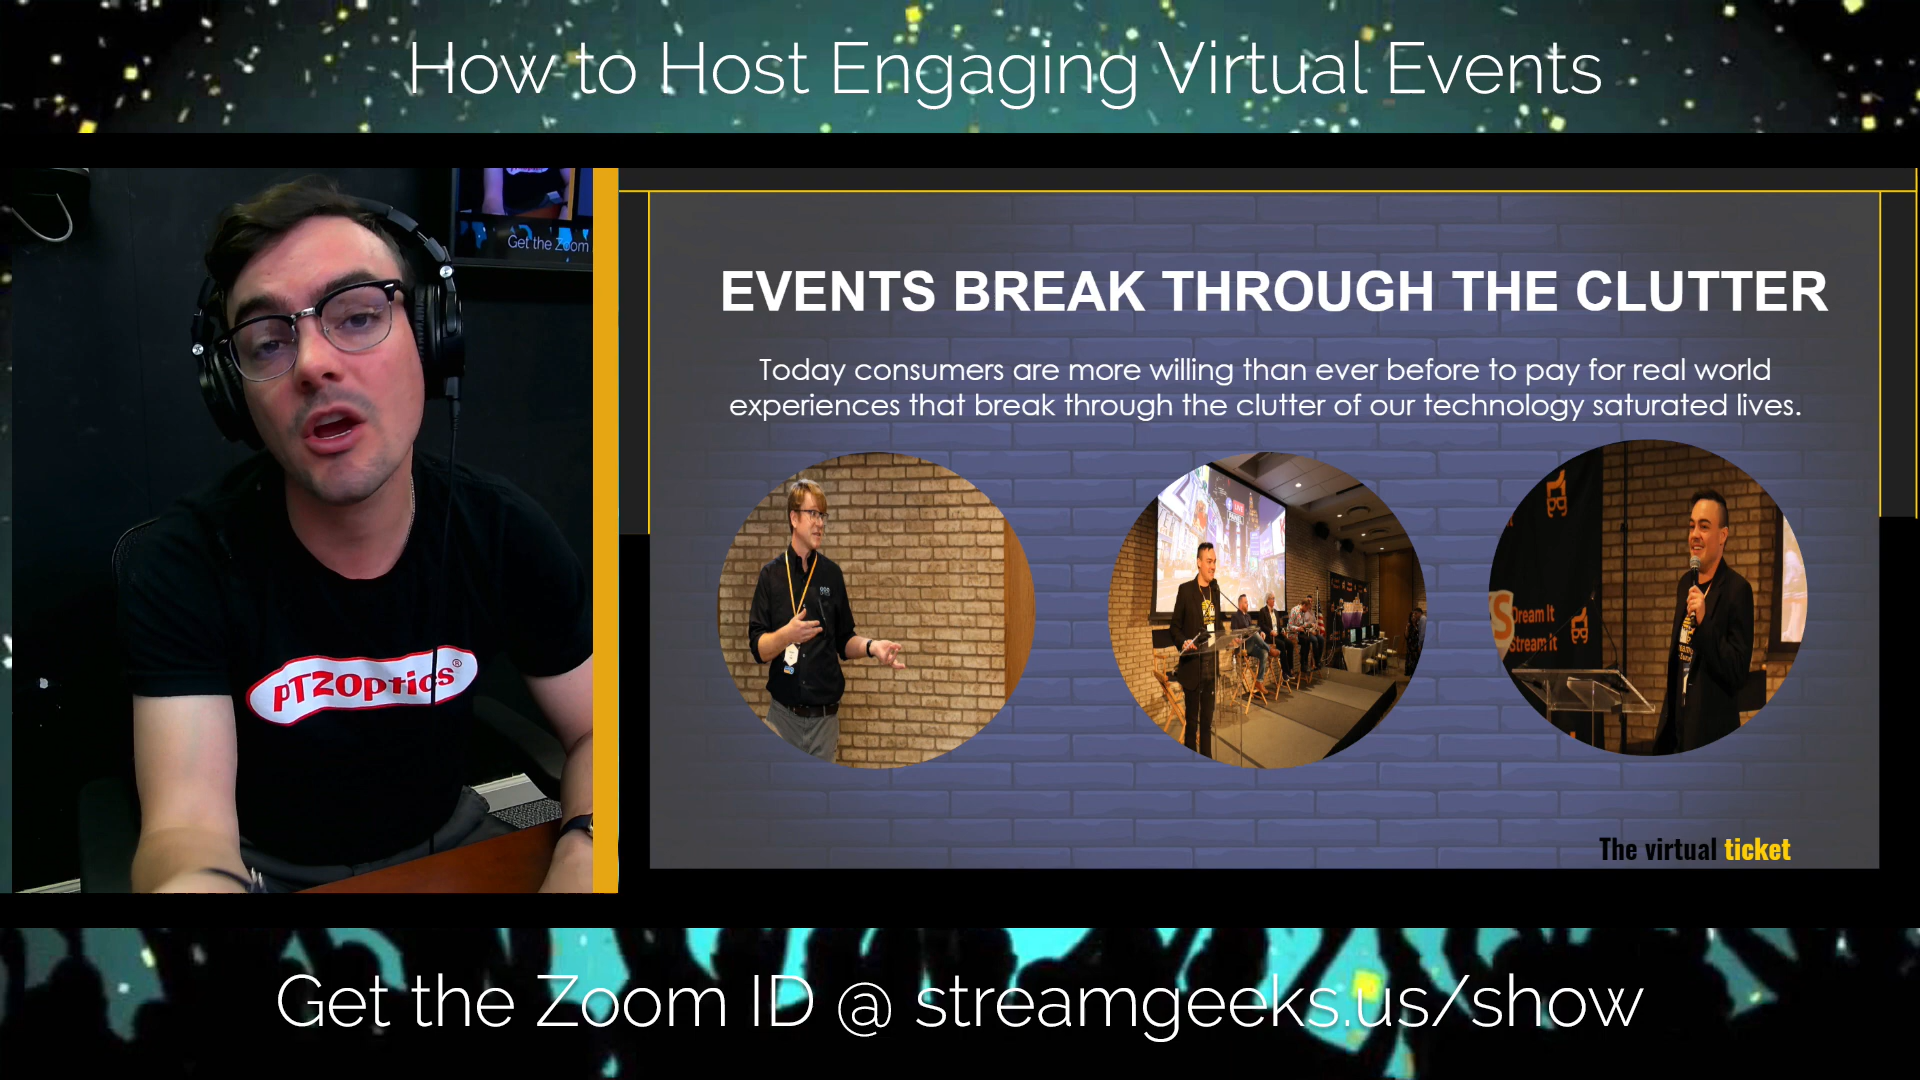 How to Host Engaging Virtual Events
Get the Zoom
PTZOptics®
EVENTS BREAK THROUGH THE CLUTTER
Today consumers are more willing than ever before to pay for real world
experiences that break through the clutter of our technology saturated lives.
LIVE
S
Dream It
Stream it
The virtual ticket
Get the Zoom ID @ streamgeeks.us/show